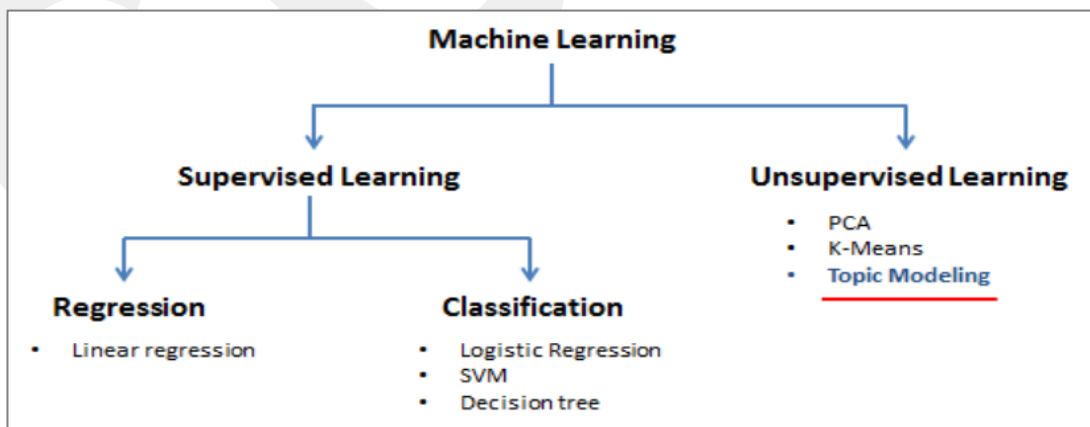 Machine Learning
Supervised Learning
Unsupervised Learning
• PCA
• K-Means
• Topic Modeling
Regression
• Linear regression
Classification
• Logistic Regression
• SVM
• Decision tree